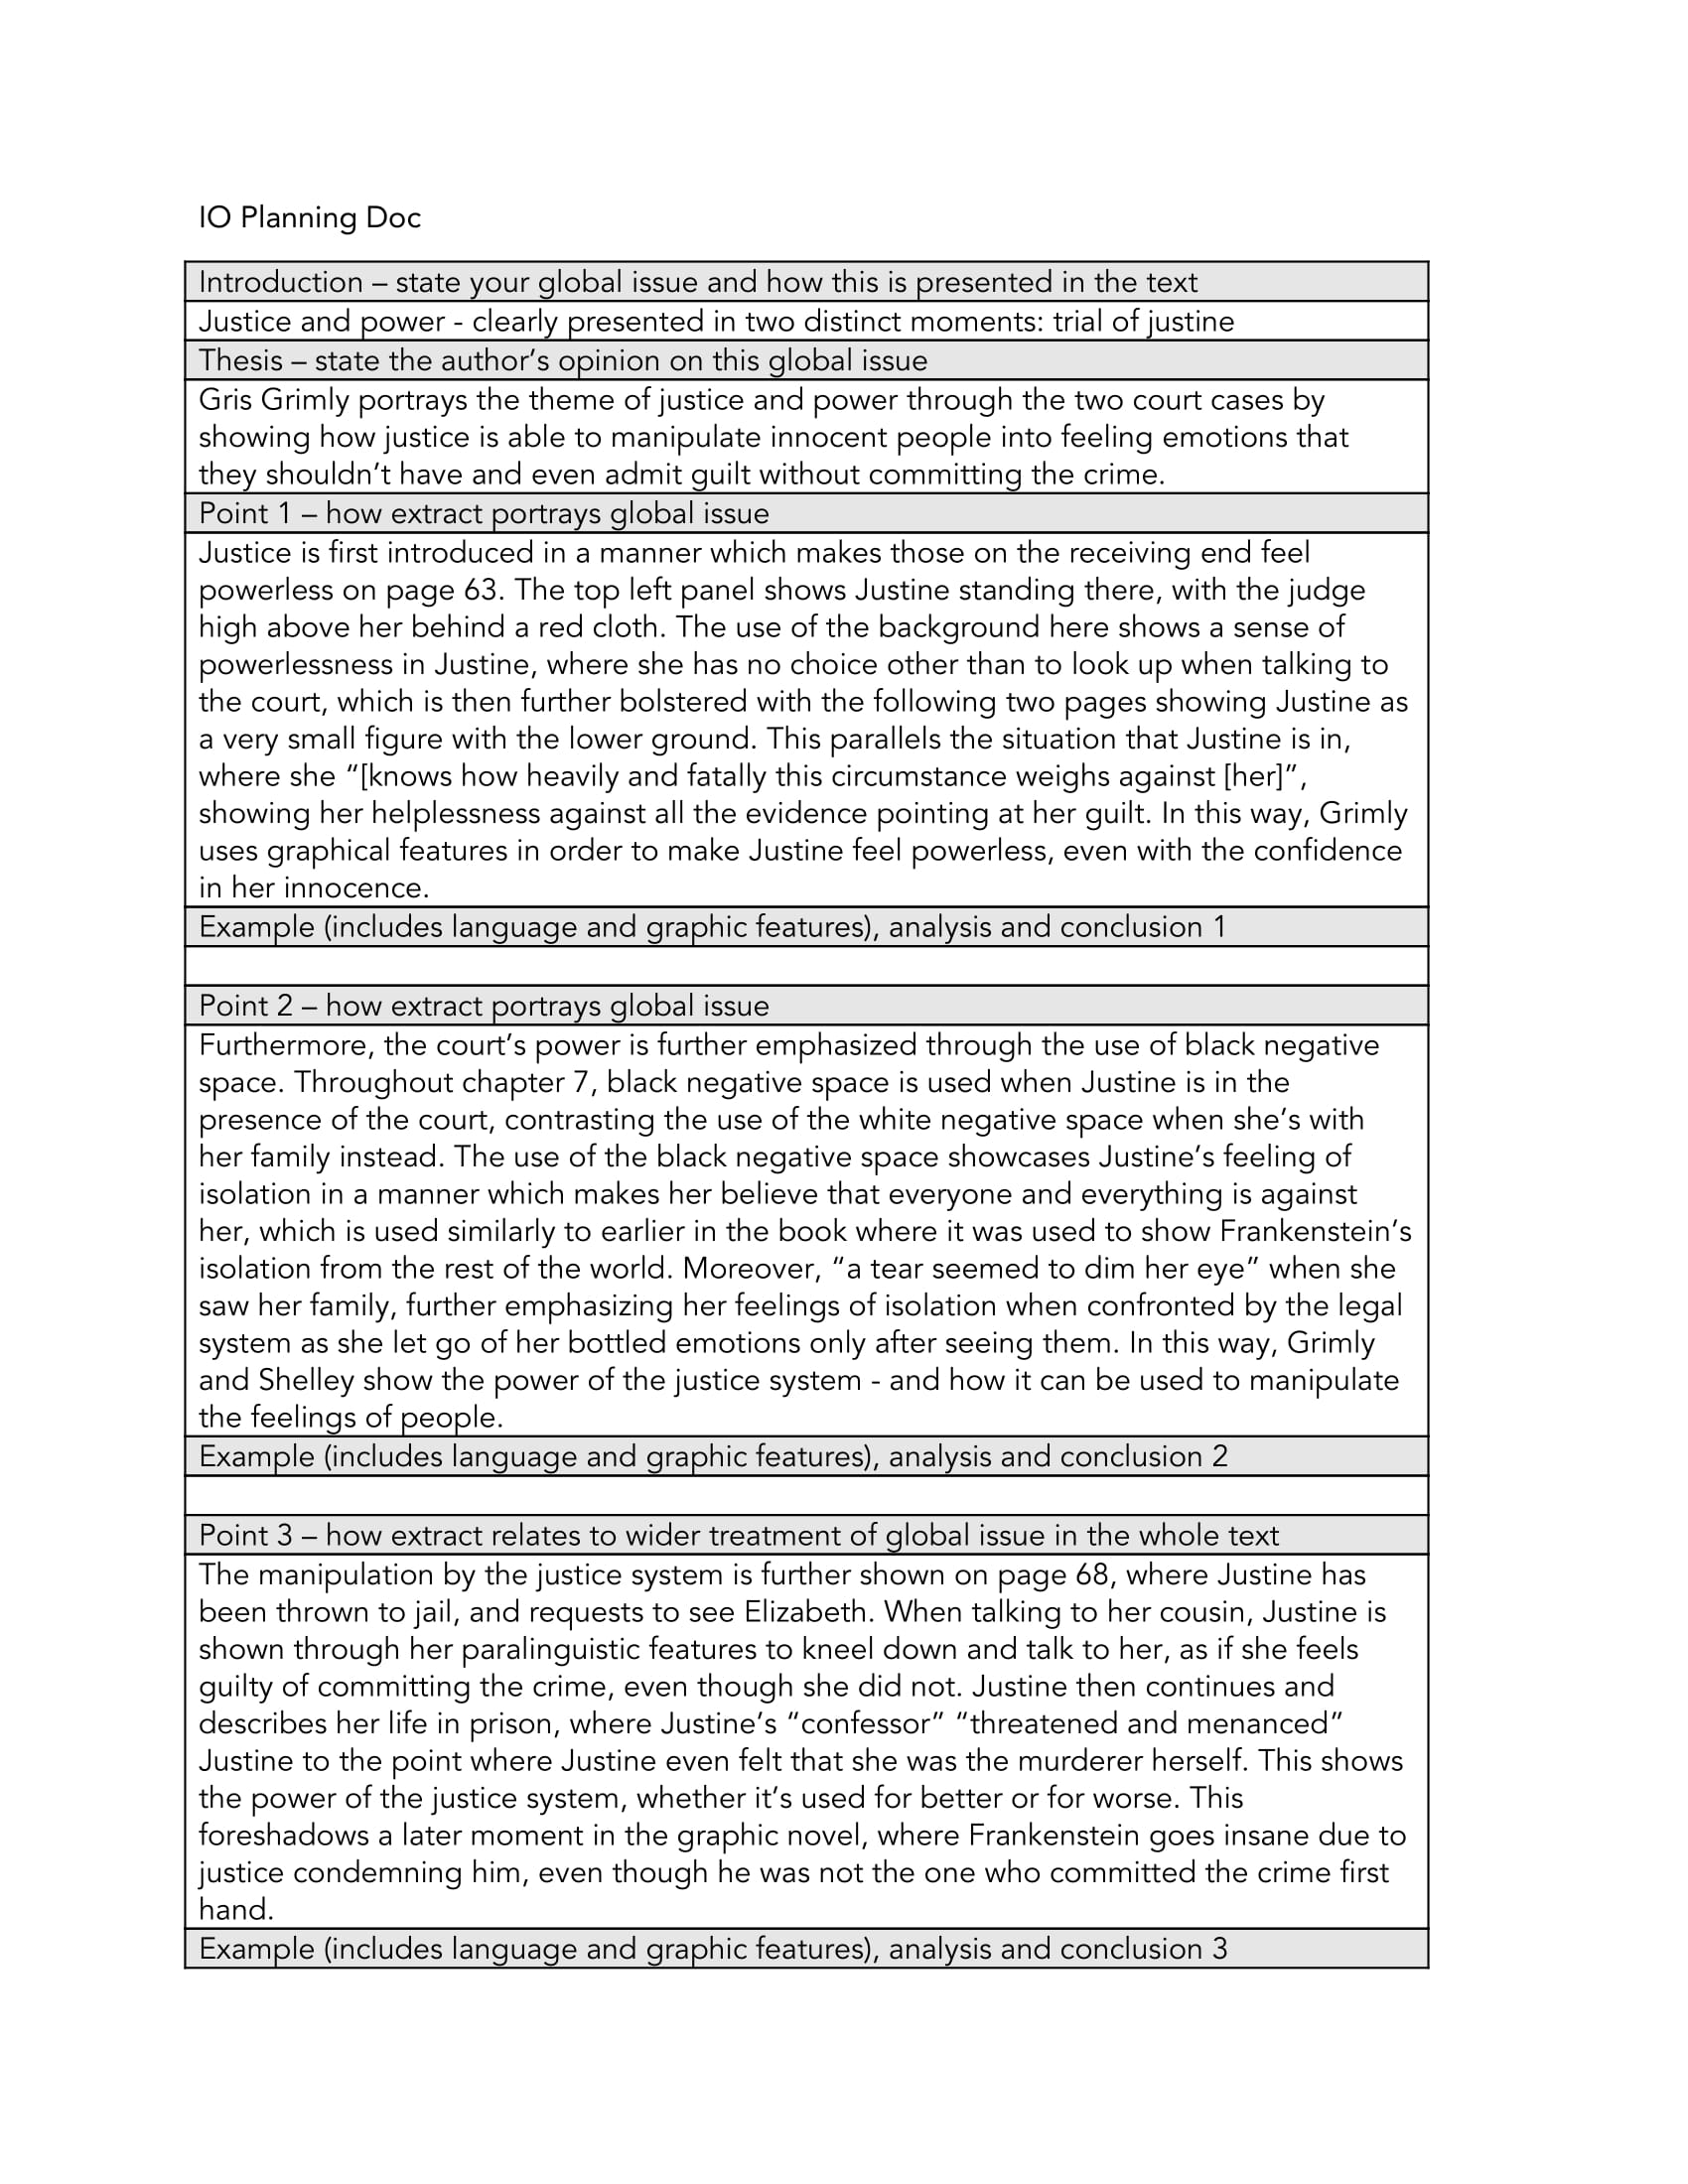 IO Planning Doc
Introduction – state your global issue and how this is presented in the text
Justice and power - clearly presented in two distinct moments: trial of justine
Thesis – state the author’s opinion on this global issue
Gris Grimly portrays the theme of justice and power through the two court cases by
showing how justice is able to manipulate innocent people into feeling emotions that
they shouldn’t have and even admit guilt without committing the crime.
Point 1 – how extract portrays global issue
Justice is first introduced in a manner which makes those on the receiving end feel
powerless on page 63. The top left panel shows Justine standing there, with the judge
high above her behind a red cloth. The use of the background here shows a sense of
powerlessness in Justine, where she has no choice other than to look up when talking to
the court, which is then further bolstered with the following two pages showing Justine as
a very small figure with the lower ground. This parallels the situation that Justine is in,
where she “[knows how heavily and fatally this circumstance weighs against [her]”,
showing her helplessness against all the evidence pointing at her guilt. In this way, Grimly
uses graphical features in order to make Justine feel powerless, even with the confidence
in her innocence.
Example (includes language and graphic features), analysis and conclusion 1
Point 2 – how extract portrays global issue
Furthermore, the court’s power is further emphasized through the use of black negative
space. Throughout chapter 7, black negative space is used when Justine is in the
presence of the court, contrasting the use of the white negative space when she’s with
her family instead. The use of the black negative space showcases Justine’s feeling of
isolation in a manner which makes her believe that everyone and everything is against
her, which is used similarly to earlier in the book where it was used to show Frankenstein’s
isolation from the rest of the world. Moreover, “a tear seemed to dim her eye” when she
saw her family, further emphasizing her feelings of isolation when confronted by the legal
system as she let go of her bottled emotions only after seeing them. In this way, Grimly
and Shelley show the power of the justice system - and how it can be used to manipulate
the feelings of people.
Example (includes language and graphic features), analysis and conclusion 2
Point 3 – how extract relates to wider treatment of global issue in the whole text
The manipulation by the justice system is further shown on page 68, where Justine has
been thrown to jail, and requests to see Elizabeth. When talking to her cousin, Justine is
shown through her paralinguistic features to kneel down and talk to her, as if she feels
guilty of committing the crime, even though she did not. Justine then continues and
describes her life in prison, where Justine’s “confessor” “threatened and menanced”
Justine to the point where Justine even felt that she was the murderer herself. This shows
the power of the justice system, whether it’s used for better or for worse. This
foreshadows a later moment in the graphic novel, where Frankenstein goes insane due to
justice condemning him, even though he was not the one who committed the crime first
hand.
Example (includes language and graphic features), analysis and conclusion 3